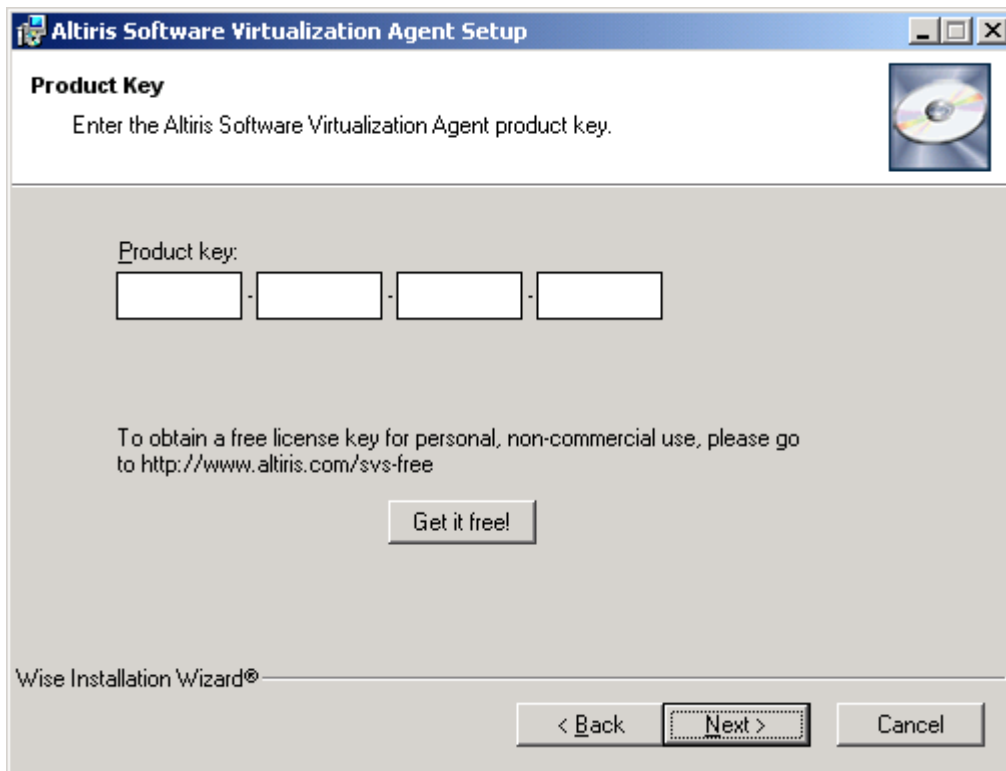 Altiris Software Virtualization Agent Setup
Product Key
Enter the Altiris Software Virtualization Agent product key.
Product key:
- - -
To obtain a free license key for personal, non-commercial use, please go
to http://www.altiris.com/svs-free
Get it free!
Wise Installation Wizard®
< Back Next > Cancel